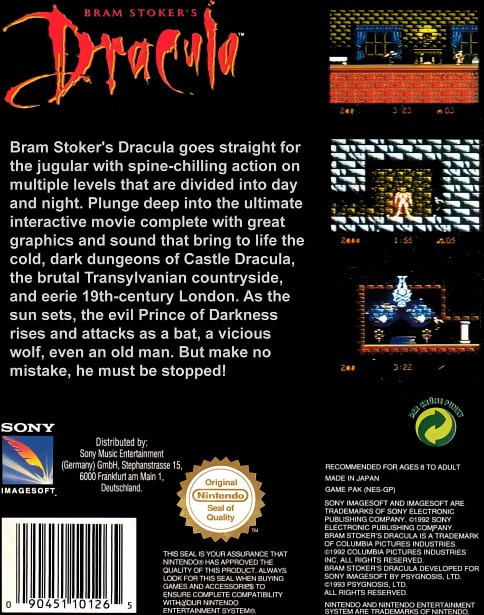 BRAM STOKER'S
Dracula™
200 3:23 03
2000 1:55 05
200 3:22
Bram Stoker's Dracula goes straight for
the jugular with spine-chilling action on
multiple levels that are divided into day
and night. Plunge deep into the ultimate
interactive movie complete with great
graphics and sound that bring to life the
cold, dark dungeons of Castle Dracula,
the brutal Transylvanian countryside,
and eerie 19th-century London. As the
sun sets, the evil Prince of Darkness
rises and attacks as a bat, a vicious
wolf, even an old man. But make no
mistake, he must be stopped!
DER GRÜNE PUNKT
SONY
IMAGESOFT™
Distributed by:
Sony Music Entertainment
(Germany) GmbH, Stephanstrasse 15,
6000 Frankfurt am Main 1,
Deutschland.
Original
Nintendo
Seal of
Quality
TM
THIS SEAL IS YOUR ASSURANCE THAT
NINTENDO® HAS APPROVED THE
QUALITY OF THIS PRODUCT. ALWAYS
LOOK FOR THIS SEAL WHEN BUYING
GAMES AND ACCESSORIES TO
ENSURE COMPLETE COMPATIBILITY
WITH YOUR NINTENDO
ENTERTAINMENT SYSTEM®.
0 90451 10126 5
RECOMMENDED FOR AGES 8 TO ADULT
MADE IN JAPAN
GAME PAK (NES-GP)
SONY IMAGESOFT AND IMAGESOFT ARE
TRADEMARKS OF SONY ELECTRONIC
PUBLISHING COMPANY. ©1992 SONY
ELECTRONIC PUBLISHING COMPANY.
BRAM STOKER'S DRACULA IS A TRADEMARK
OF COLUMBIA PICTURES INDUSTRIES.
©1992 COLUMBIA PICTURES INDUSTRIES
INC. ALL RIGHTS RESERVED.
BRAM STOKER'S DRACULA DEVELOPED FOR
SONY IMAGESOFT BY PSYGNOSIS, LTD.
©1993 PSYGNOSIS, LTD.
ALL RIGHTS RESERVED.
NINTENDO AND NINTENDO ENTERTAINMENT
SYSTEM ARE TRADEMARKS OF NINTENDO.